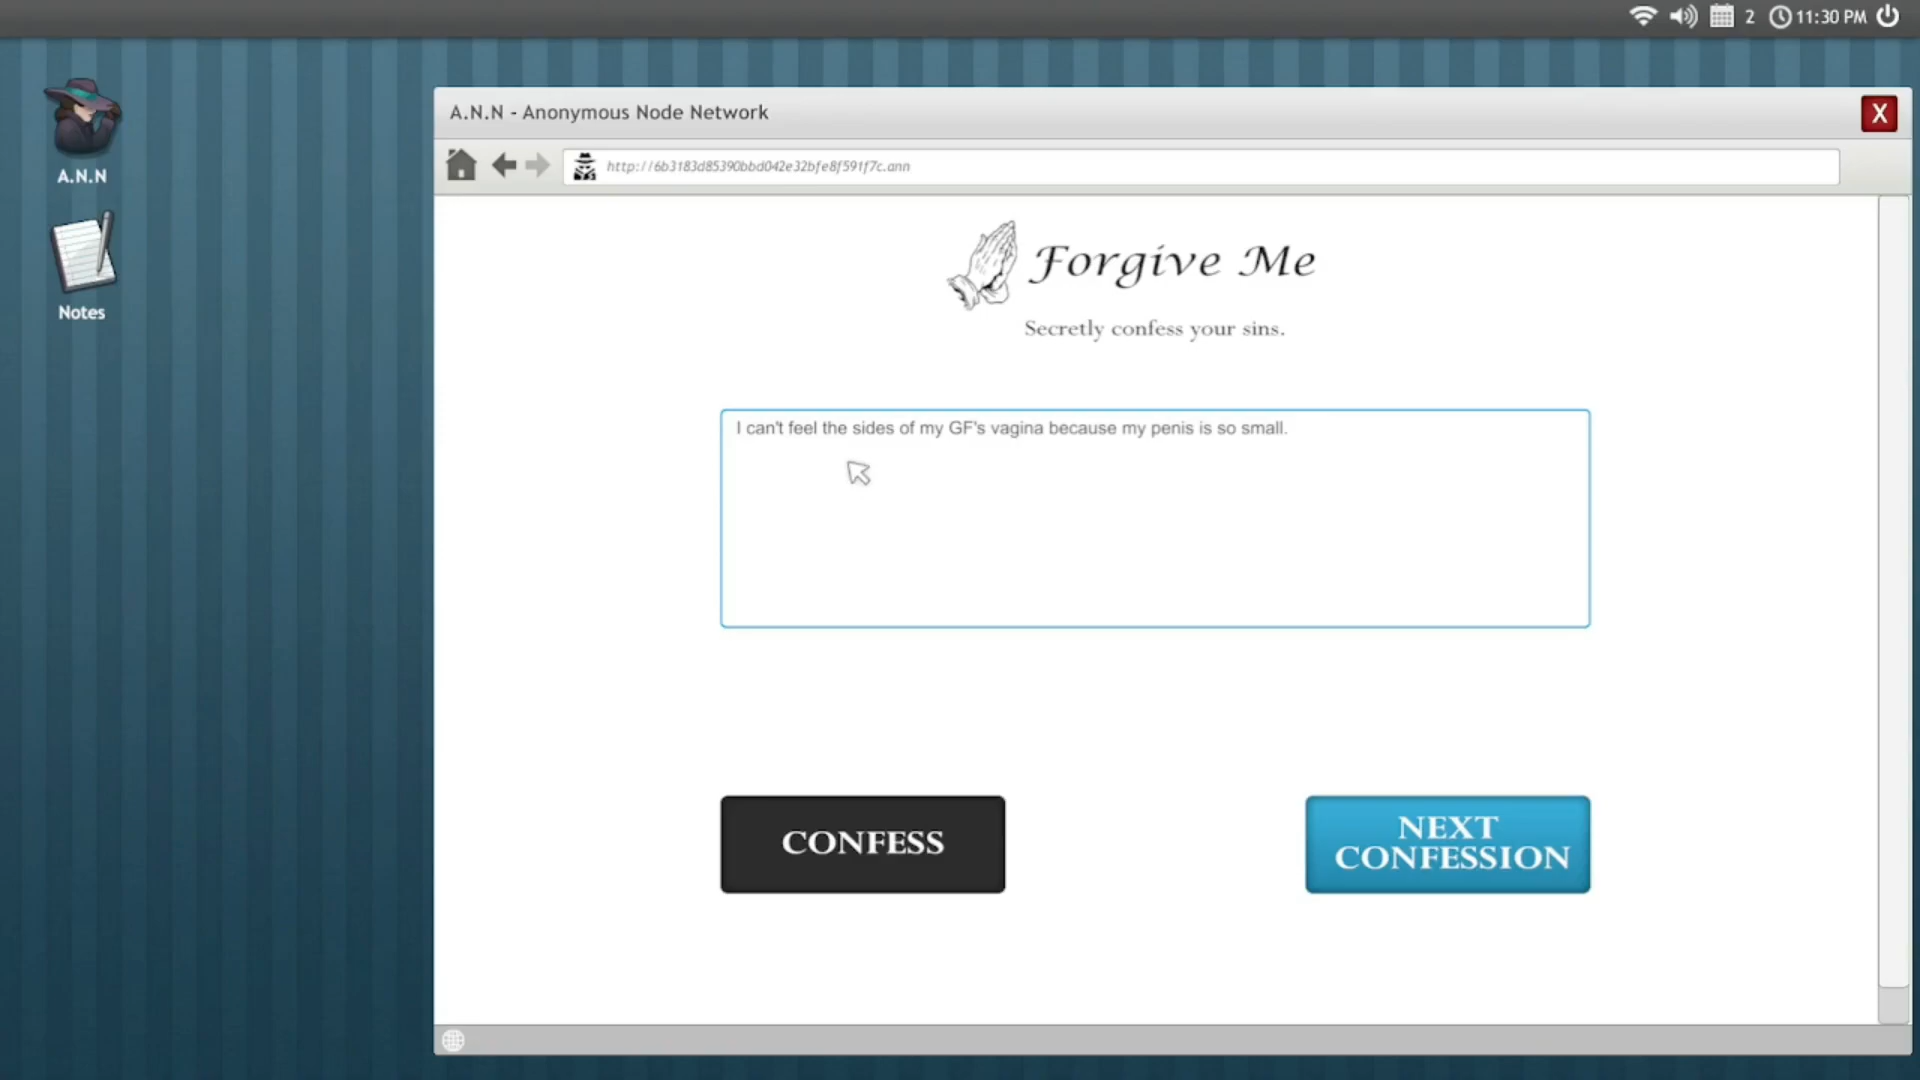 2
11:30 PM
A.N.N
Notes
A.N.N - Anonymous Node Network
X
http://6b3183d85390bbd042e32bfe8f591f7c.ann
Forgive Me
Secretly confess your sins.
I can't feel the sides of my GF's vagina because my penis is so small.
CONFESS
NEXT
CONFESSION